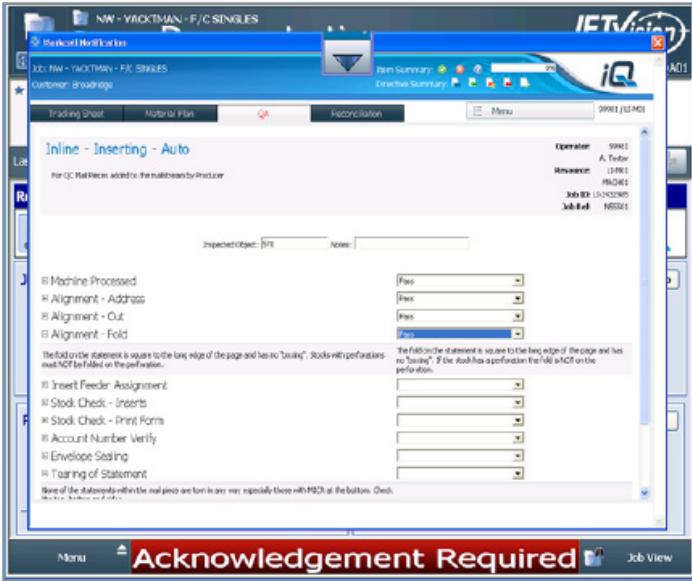 NW - YACKTMAN - F/C SINGLES
JETVision
Workcell Notification
Job: NW - YACKTMAN - F/C SINGLES
Customer: Broadridge
Item Summary:
0%
Directive Summary:
iQ
Tracking Sheet
Material Plan
QA
Reconciliation
Menu
Inline - Inserting - Auto
For QC Mail Pieces added to the mailstream by Producer
Operator:
A. Tester
Resource:
Job ID:
Job Ref:
Inspected Object:
Notes:
Machine Processed
Pass
Alignment - Address
Pass
Alignment - Cut
Pass
Alignment - Fold
Pass
The fold on the statement is square to the long edge of the page and has no "boxing". Stocks with perforations
must NOT be folded on the perforation.
The fold on the statement is square to the long edge of the page and has
no "boxing". If the stock has a perforation the fold is NOT on the
perforation.
Insert Feeder Assignment
Stock Check - Inserts
Stock Check - Print Form
Account Number Verify
Envelope Sealing
Tearing of Statement
None of the statements within the mail piece are torn in any way especially those with MICR at the bottom. Check
Menu
Acknowledgement Required
Job View